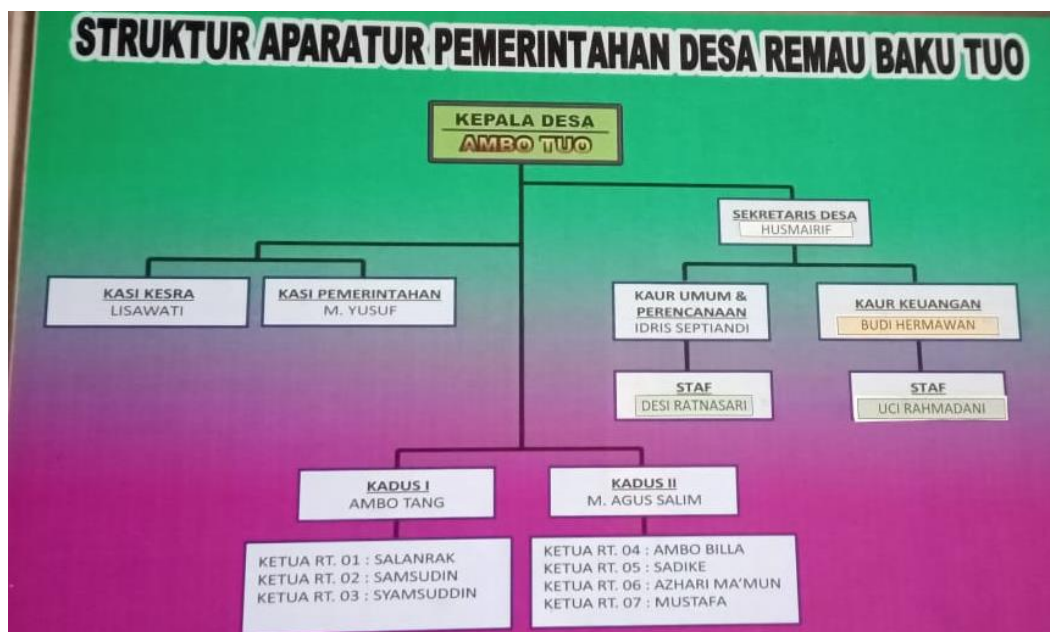 STRUKTUR APARATUR PEMERINTAHAN DESA REMAU BAKU TUO
KEPALA DESA
AMBO TUO
SEKRETARIS DESA
HUSMAIRIF
KASI KESRA
LISAWATI
KASI PEMERINTAHAN
M. YUSUF
KAUR UMUM &
PERENCANAAN
IDRIS SEPTIANDI
KAUR KEUANGAN
BUDI HERMAWAN
STAF
DESI RATNASARI
STAF
UCI RAHMADANI
KADUS I
AMBO TANG
KADUS II
M. AGUS SALIM
KETUA RT. 01 : SALANRAK
KETUA RT. 02 : SAMSUDIN
KETUA RT. 03 : SYAMSUDDIN
KETUA RT. 04 : AMBO BILLA
KETUA RT. 05 : SADIKE
KETUA RT. 06 : AZHARI MA'MUN
KETUA RT. 07 : MUSTAFA